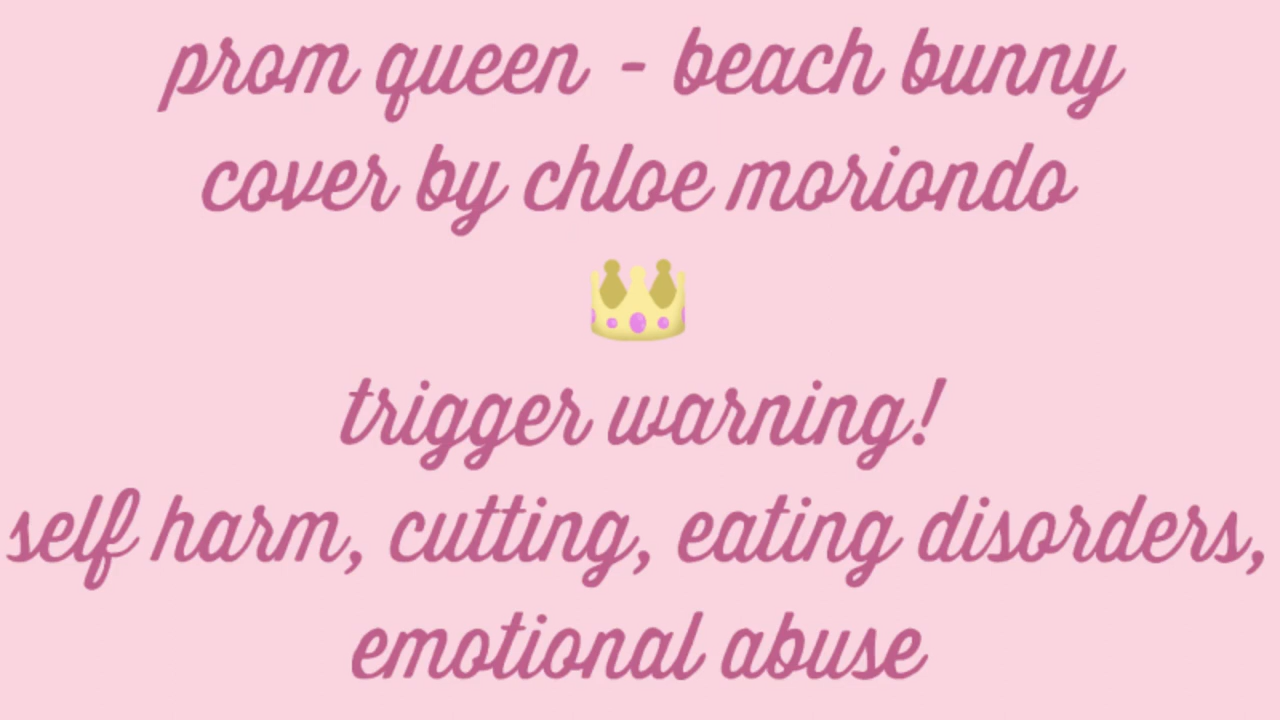 prom queen - beach bunny
cover by chloe moriondo
trigger warning!
self harm, cutting, eating disorders,
emotional abuse